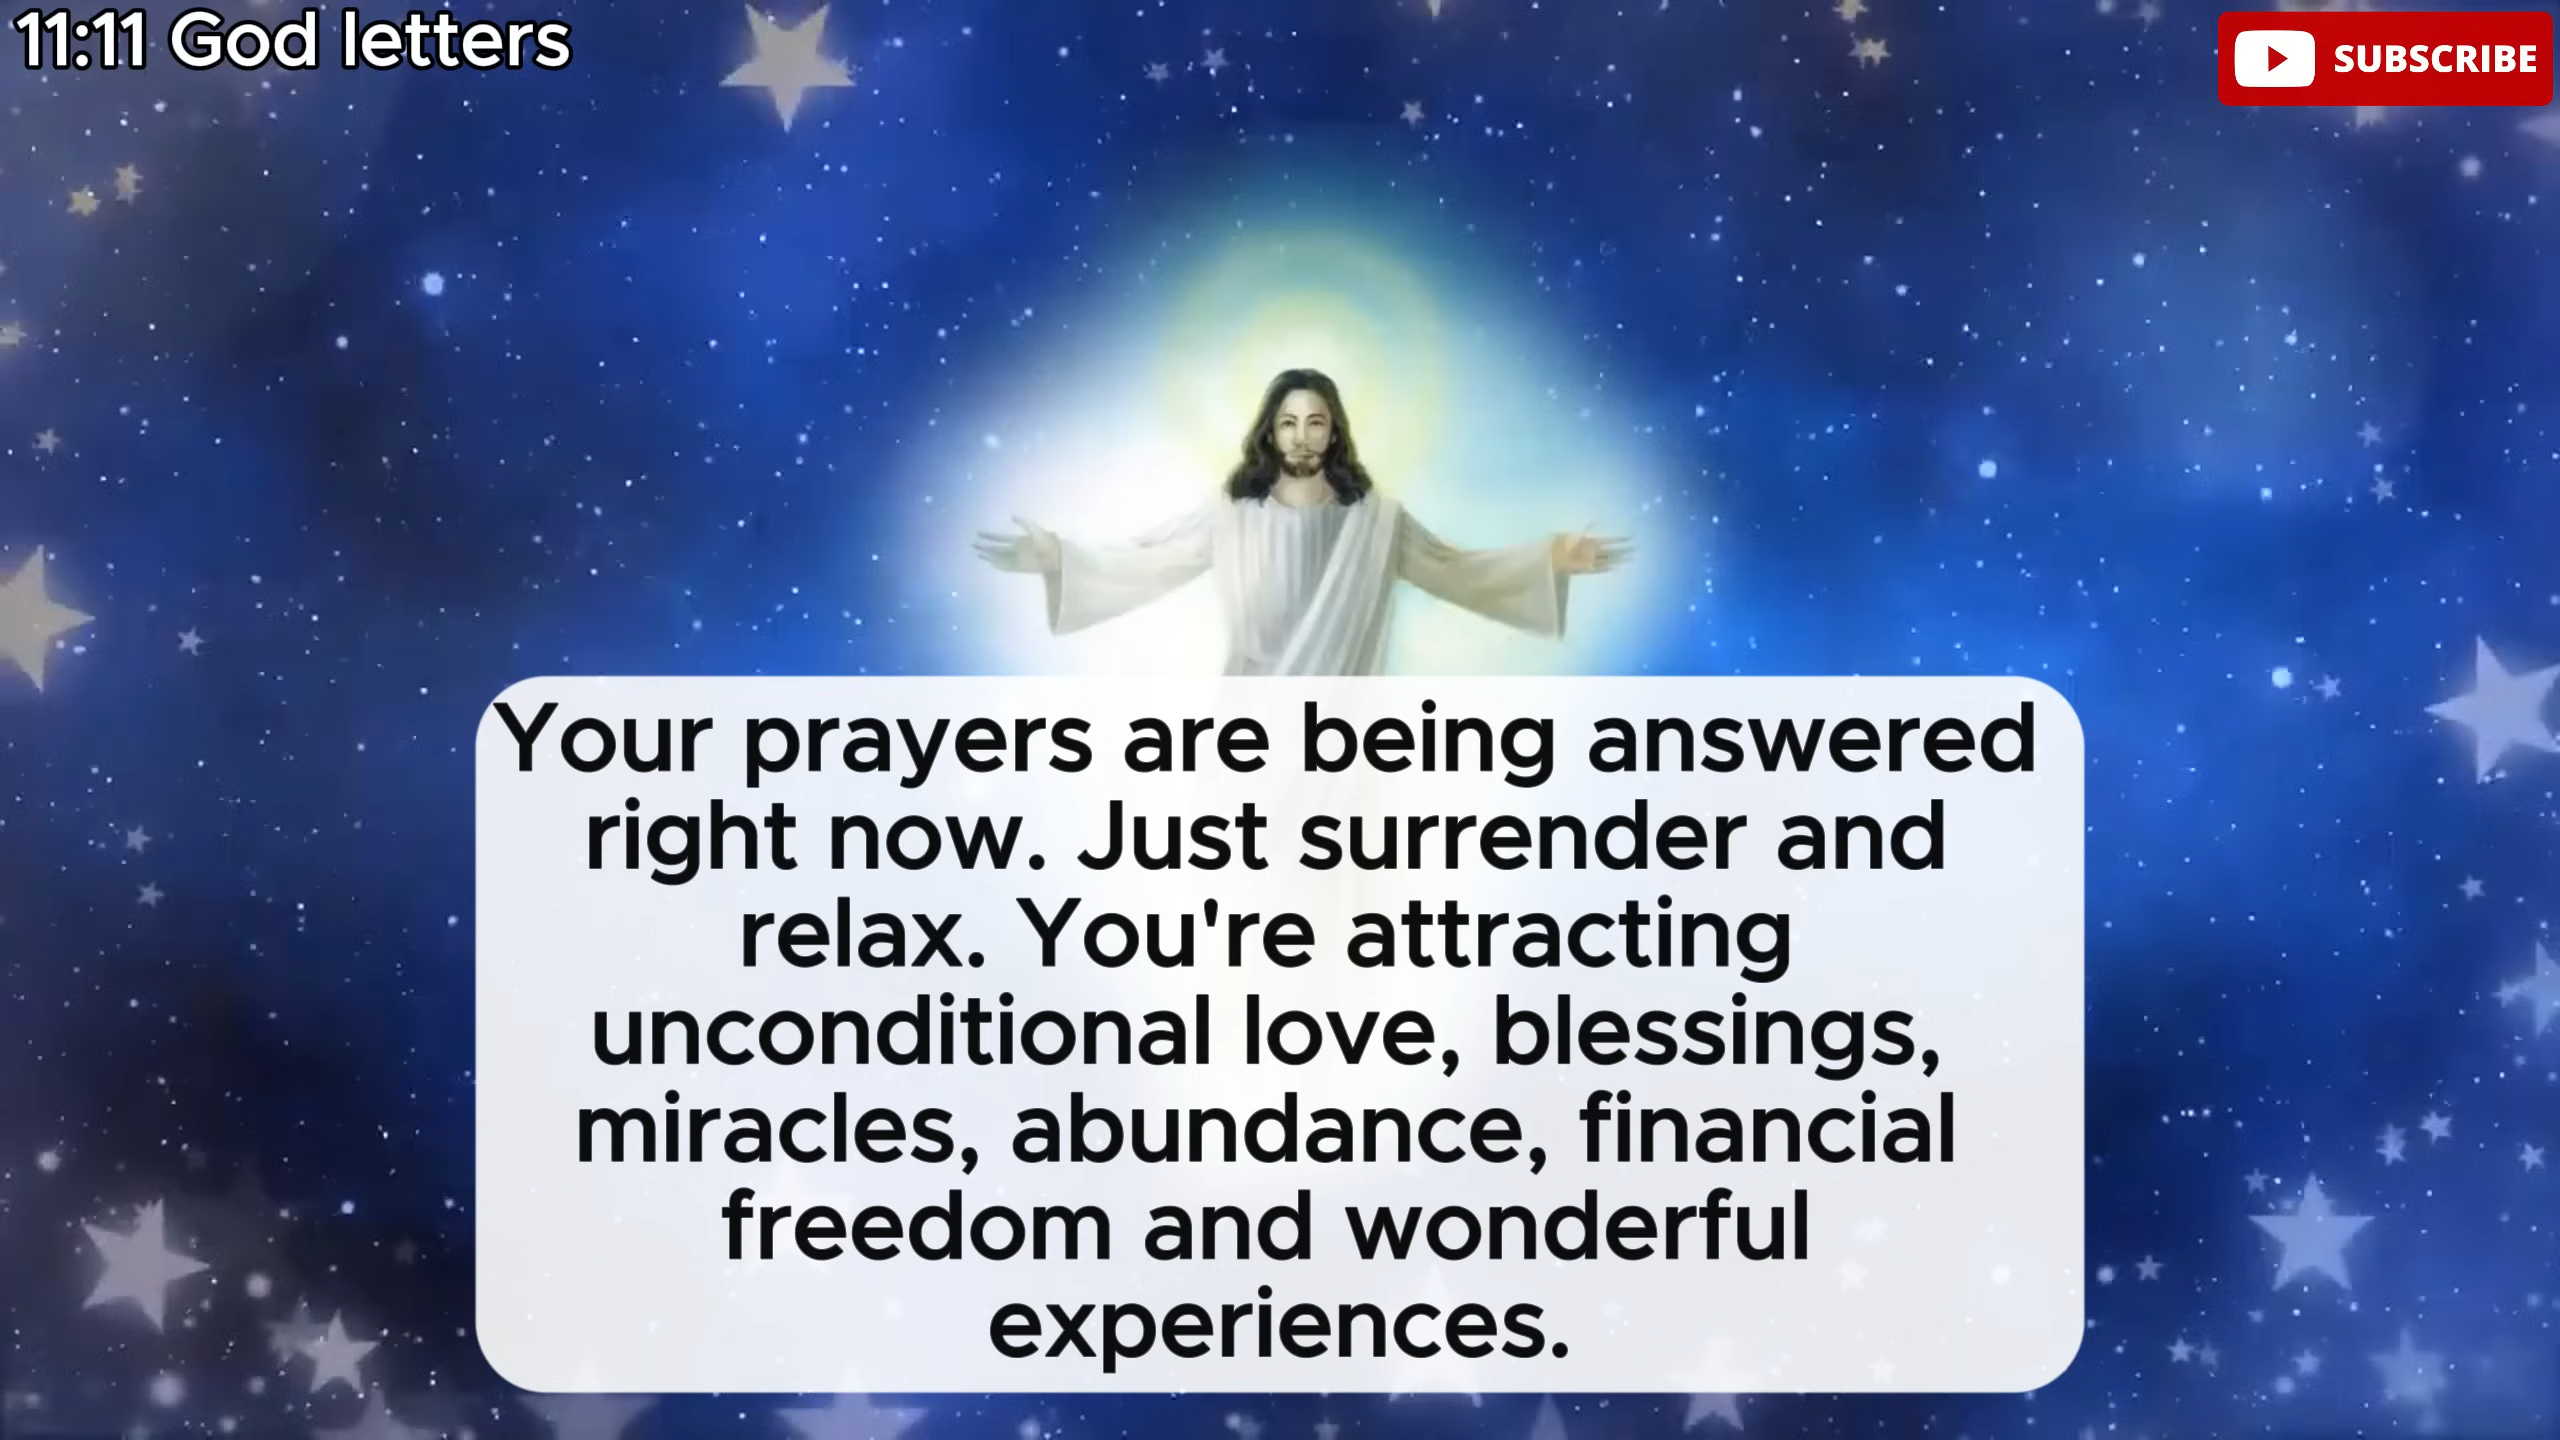 11:11 God letters
SUBSCRIBE
Your prayers are being answered
right now. Just surrender and
relax. You're attracting
unconditional love, blessings,
miracles, abundance, financial
freedom and wonderful
experiences.